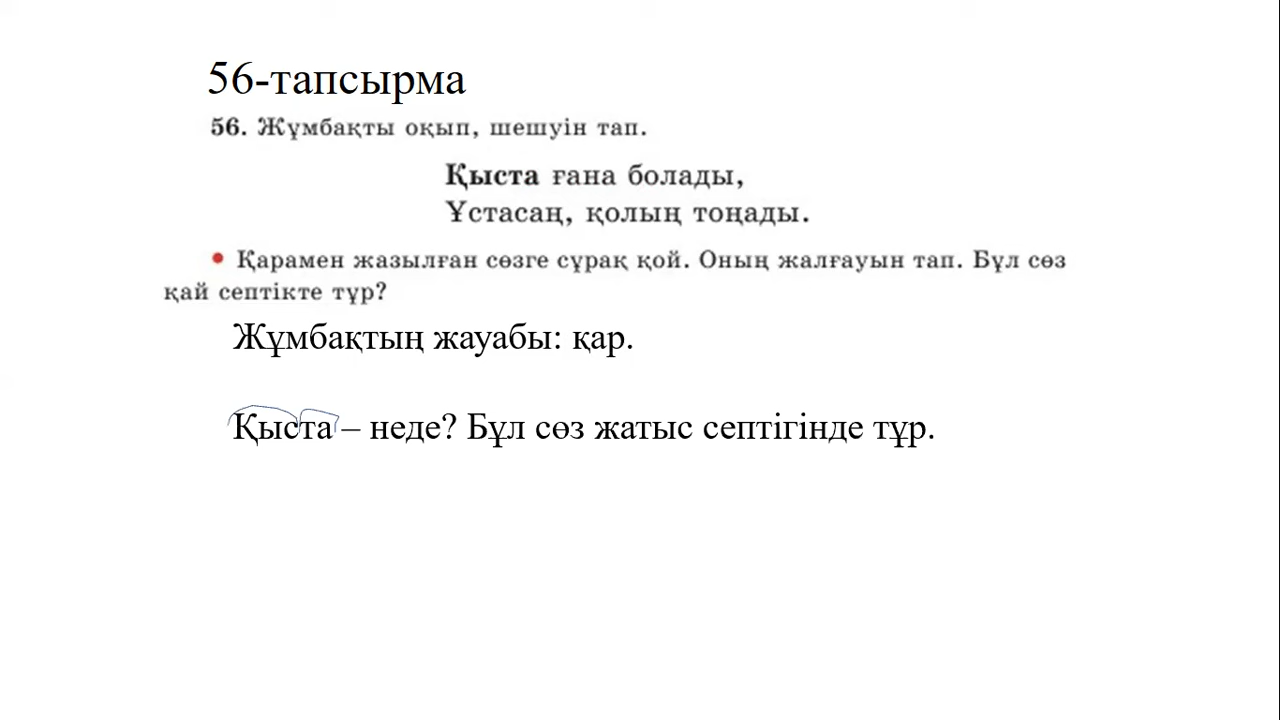 56-тапсырма
56. Жұмбақты оқып, шешуін тап.
Қыста ғана болады,
Ұстасаң, қолың тоңады.
• Қарамен жазылған сөзге сұрақ қой. Оның жалғауын тап. Бұл сөз
қай септікте тұр?
Жұмбақтың жауабы: қар.
Қыста – неде? Бұл сөз жатыс септігінде тұр.